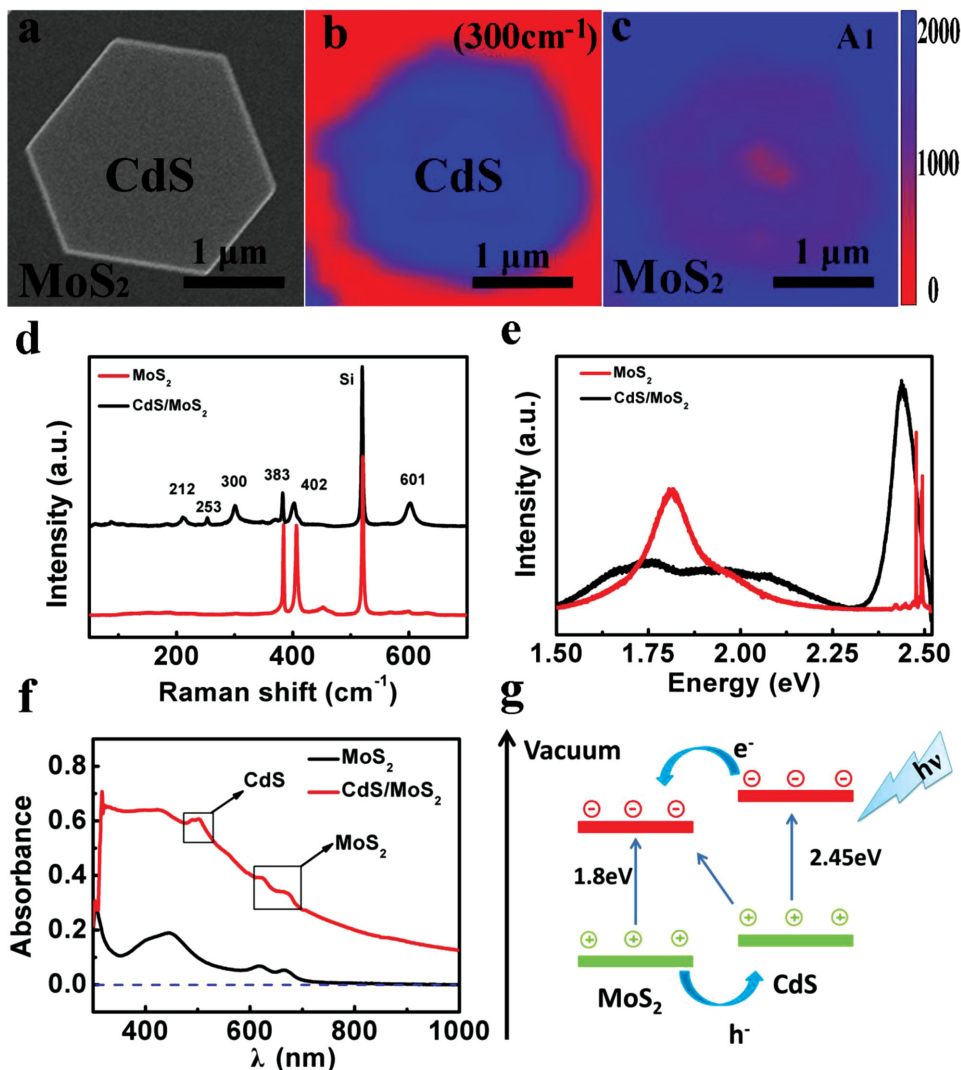 a
CdS
1 μm
MoS₂
b
(300cm⁻¹)
CdS
1 μm
c
A1
1 μm
MoS₂
2000
1000
0
d
MoS₂
CdS/MoS₂
Si
212
253
300
383
402
601
Intensity (a.u.)
200
400
600
Raman shift (cm⁻¹)
e
MoS₂
CdS/MoS₂
Intensity (a.u.)
1.50
1.75
2.00
2.25
2.50
Energy (eV)
f
MoS₂
CdS/MoS₂
CdS
MoS₂
Absorbance
0.8
0.6
0.4
0.2
0.0
400
600
800
1000
λ (nm)
g
Vacuum
e⁻
hν
1.8eV
2.45eV
MoS₂
CdS
h⁻